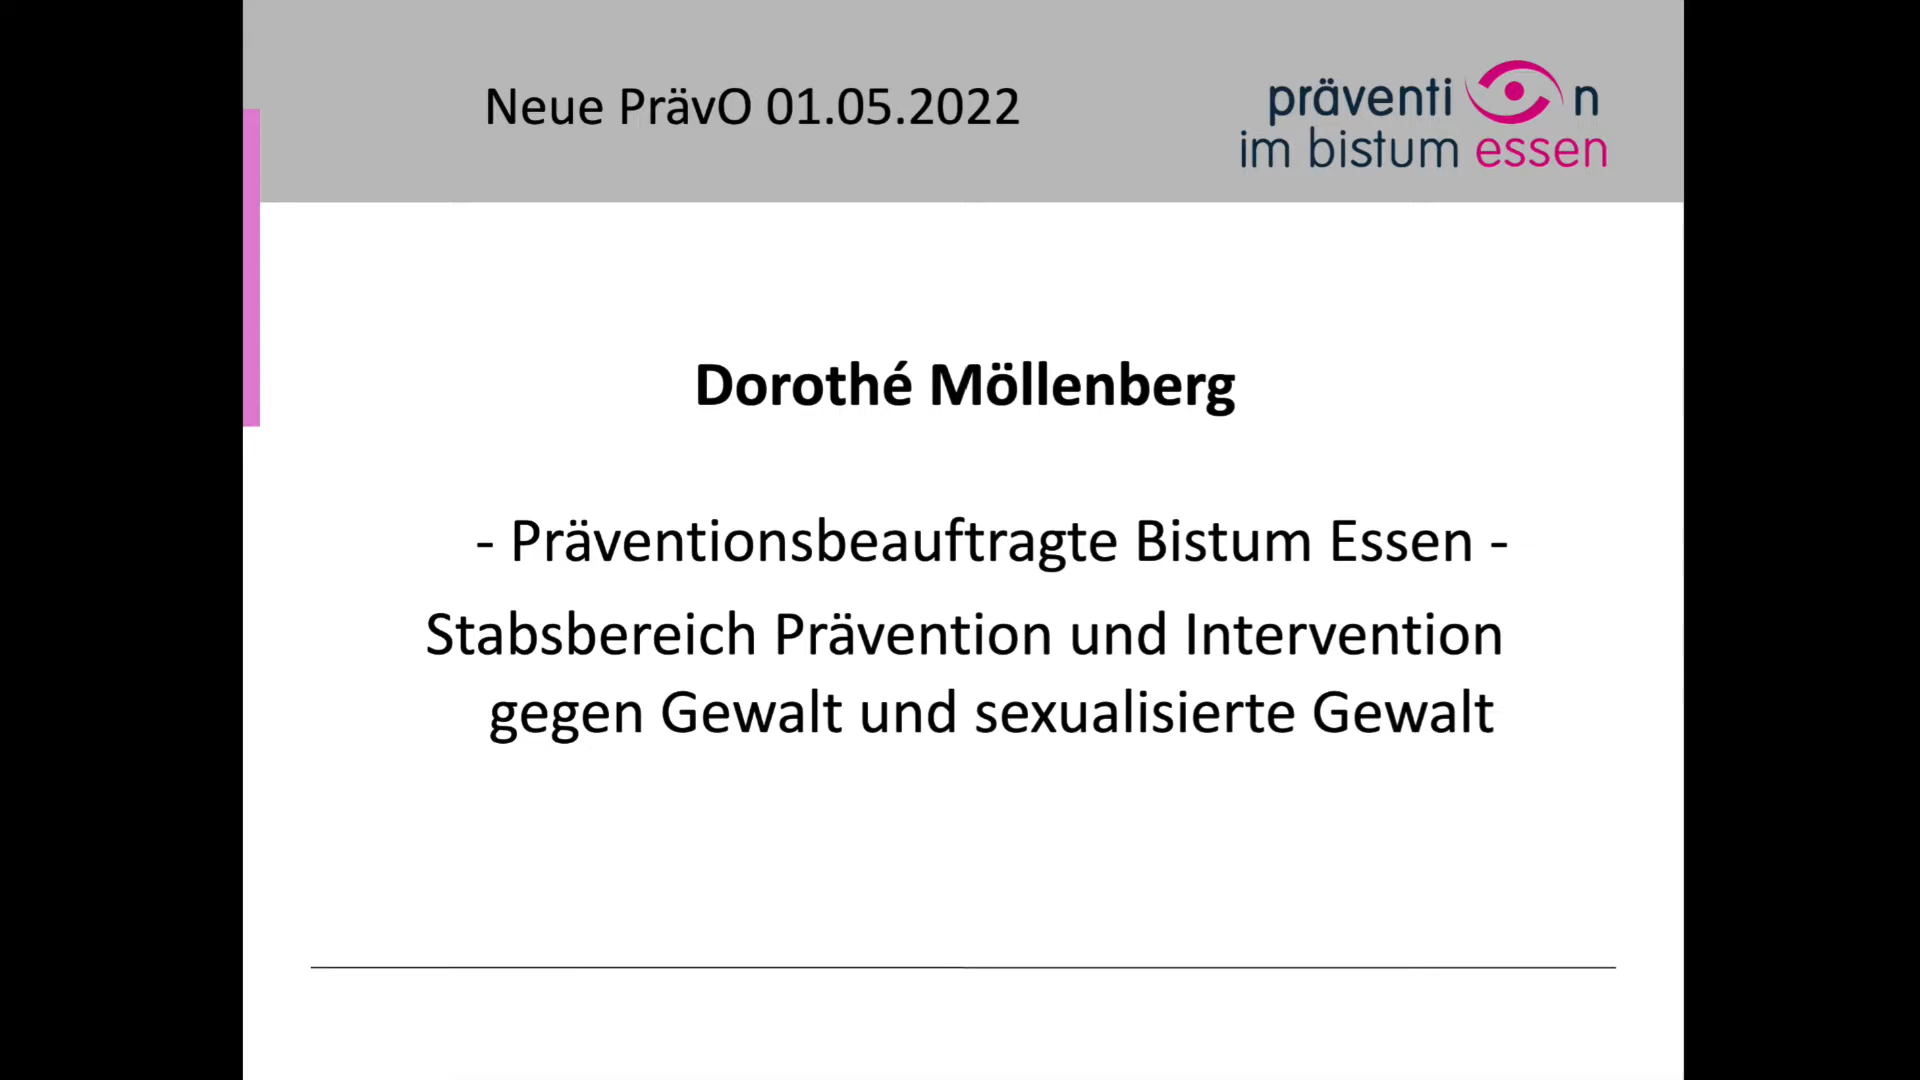 Neue PrävO 01.05.2022
präventi n
im bistum essen
Dorothé Möllenberg
- Präventionsbeauftragte Bistum Essen -
Stabsbereich Prävention und Intervention
gegen Gewalt und sexualisierte Gewalt